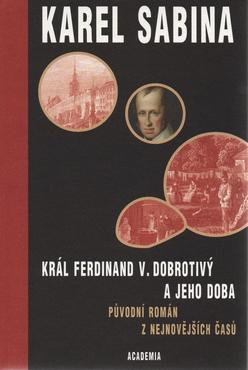 KAREL SABINA
KRÁL FERDINAND V. DOBROTIVÝ
A JEHO DOBA
PŮVODNÍ ROMÁN
Z NEJNOVĚJŠÍCH ČASŮ
ACADEMIA